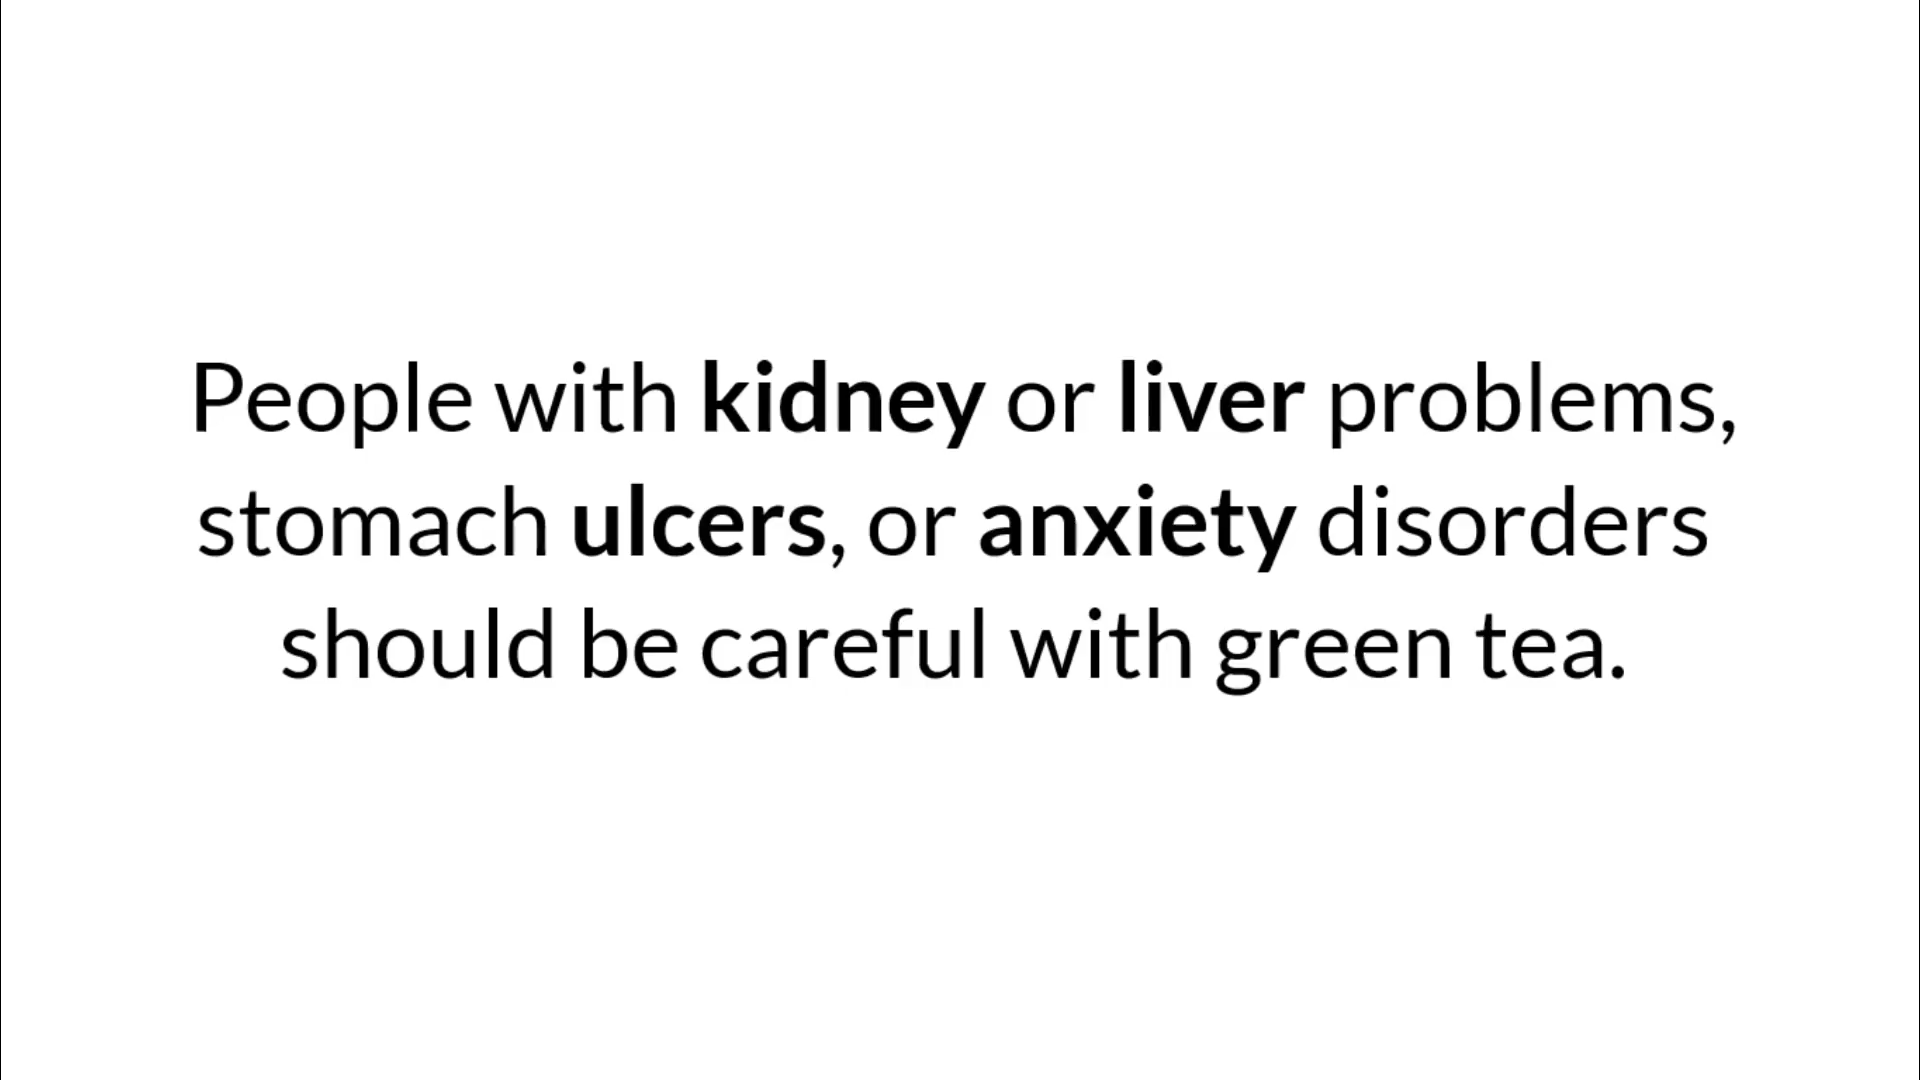 People with kidney or liver problems,
stomach ulcers, or anxiety disorders
should be careful with green tea.